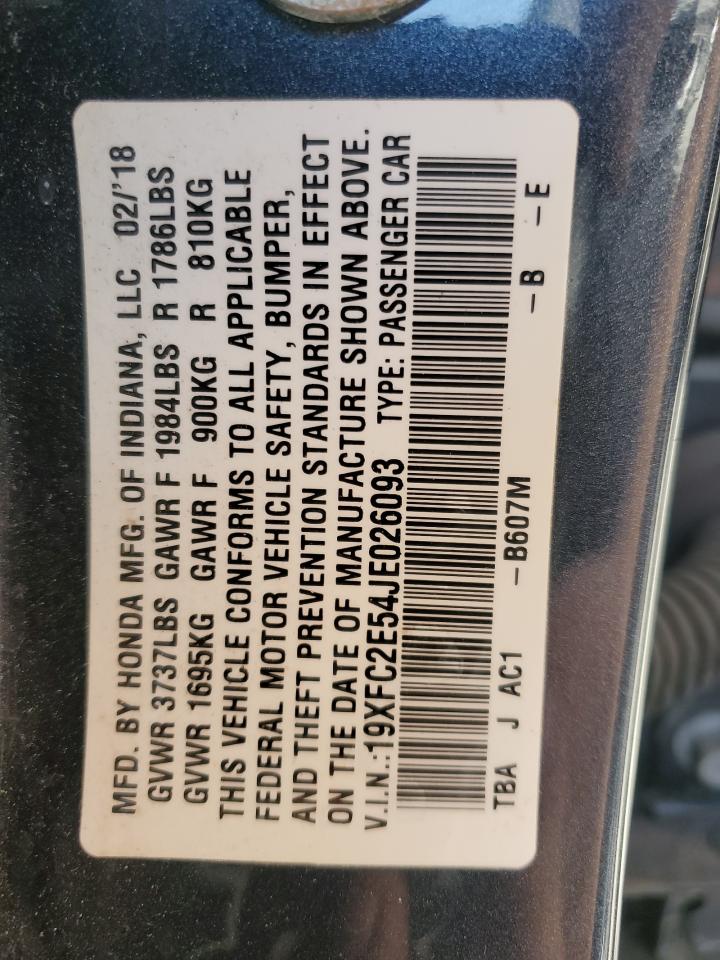 MFD. BY HONDA MFG. OF INDIANA, LLC 02/'18
GVWR 3737LBS GAWR F 1984LBS R 1786LBS
GVWR 1695KG GAWR F 900KG R 810KG
THIS VEHICLE CONFORMS TO ALL APPLICABLE
FEDERAL MOTOR VEHICLE SAFETY, BUMPER,
AND THEFT PREVENTION STANDARDS IN EFFECT
ON THE DATE OF MANUFACTURE SHOWN ABOVE.
V.I.N.:19XFC2E54JE026093 TYPE: PASSENGER CAR
TBA J AC1 –B607M –B –E